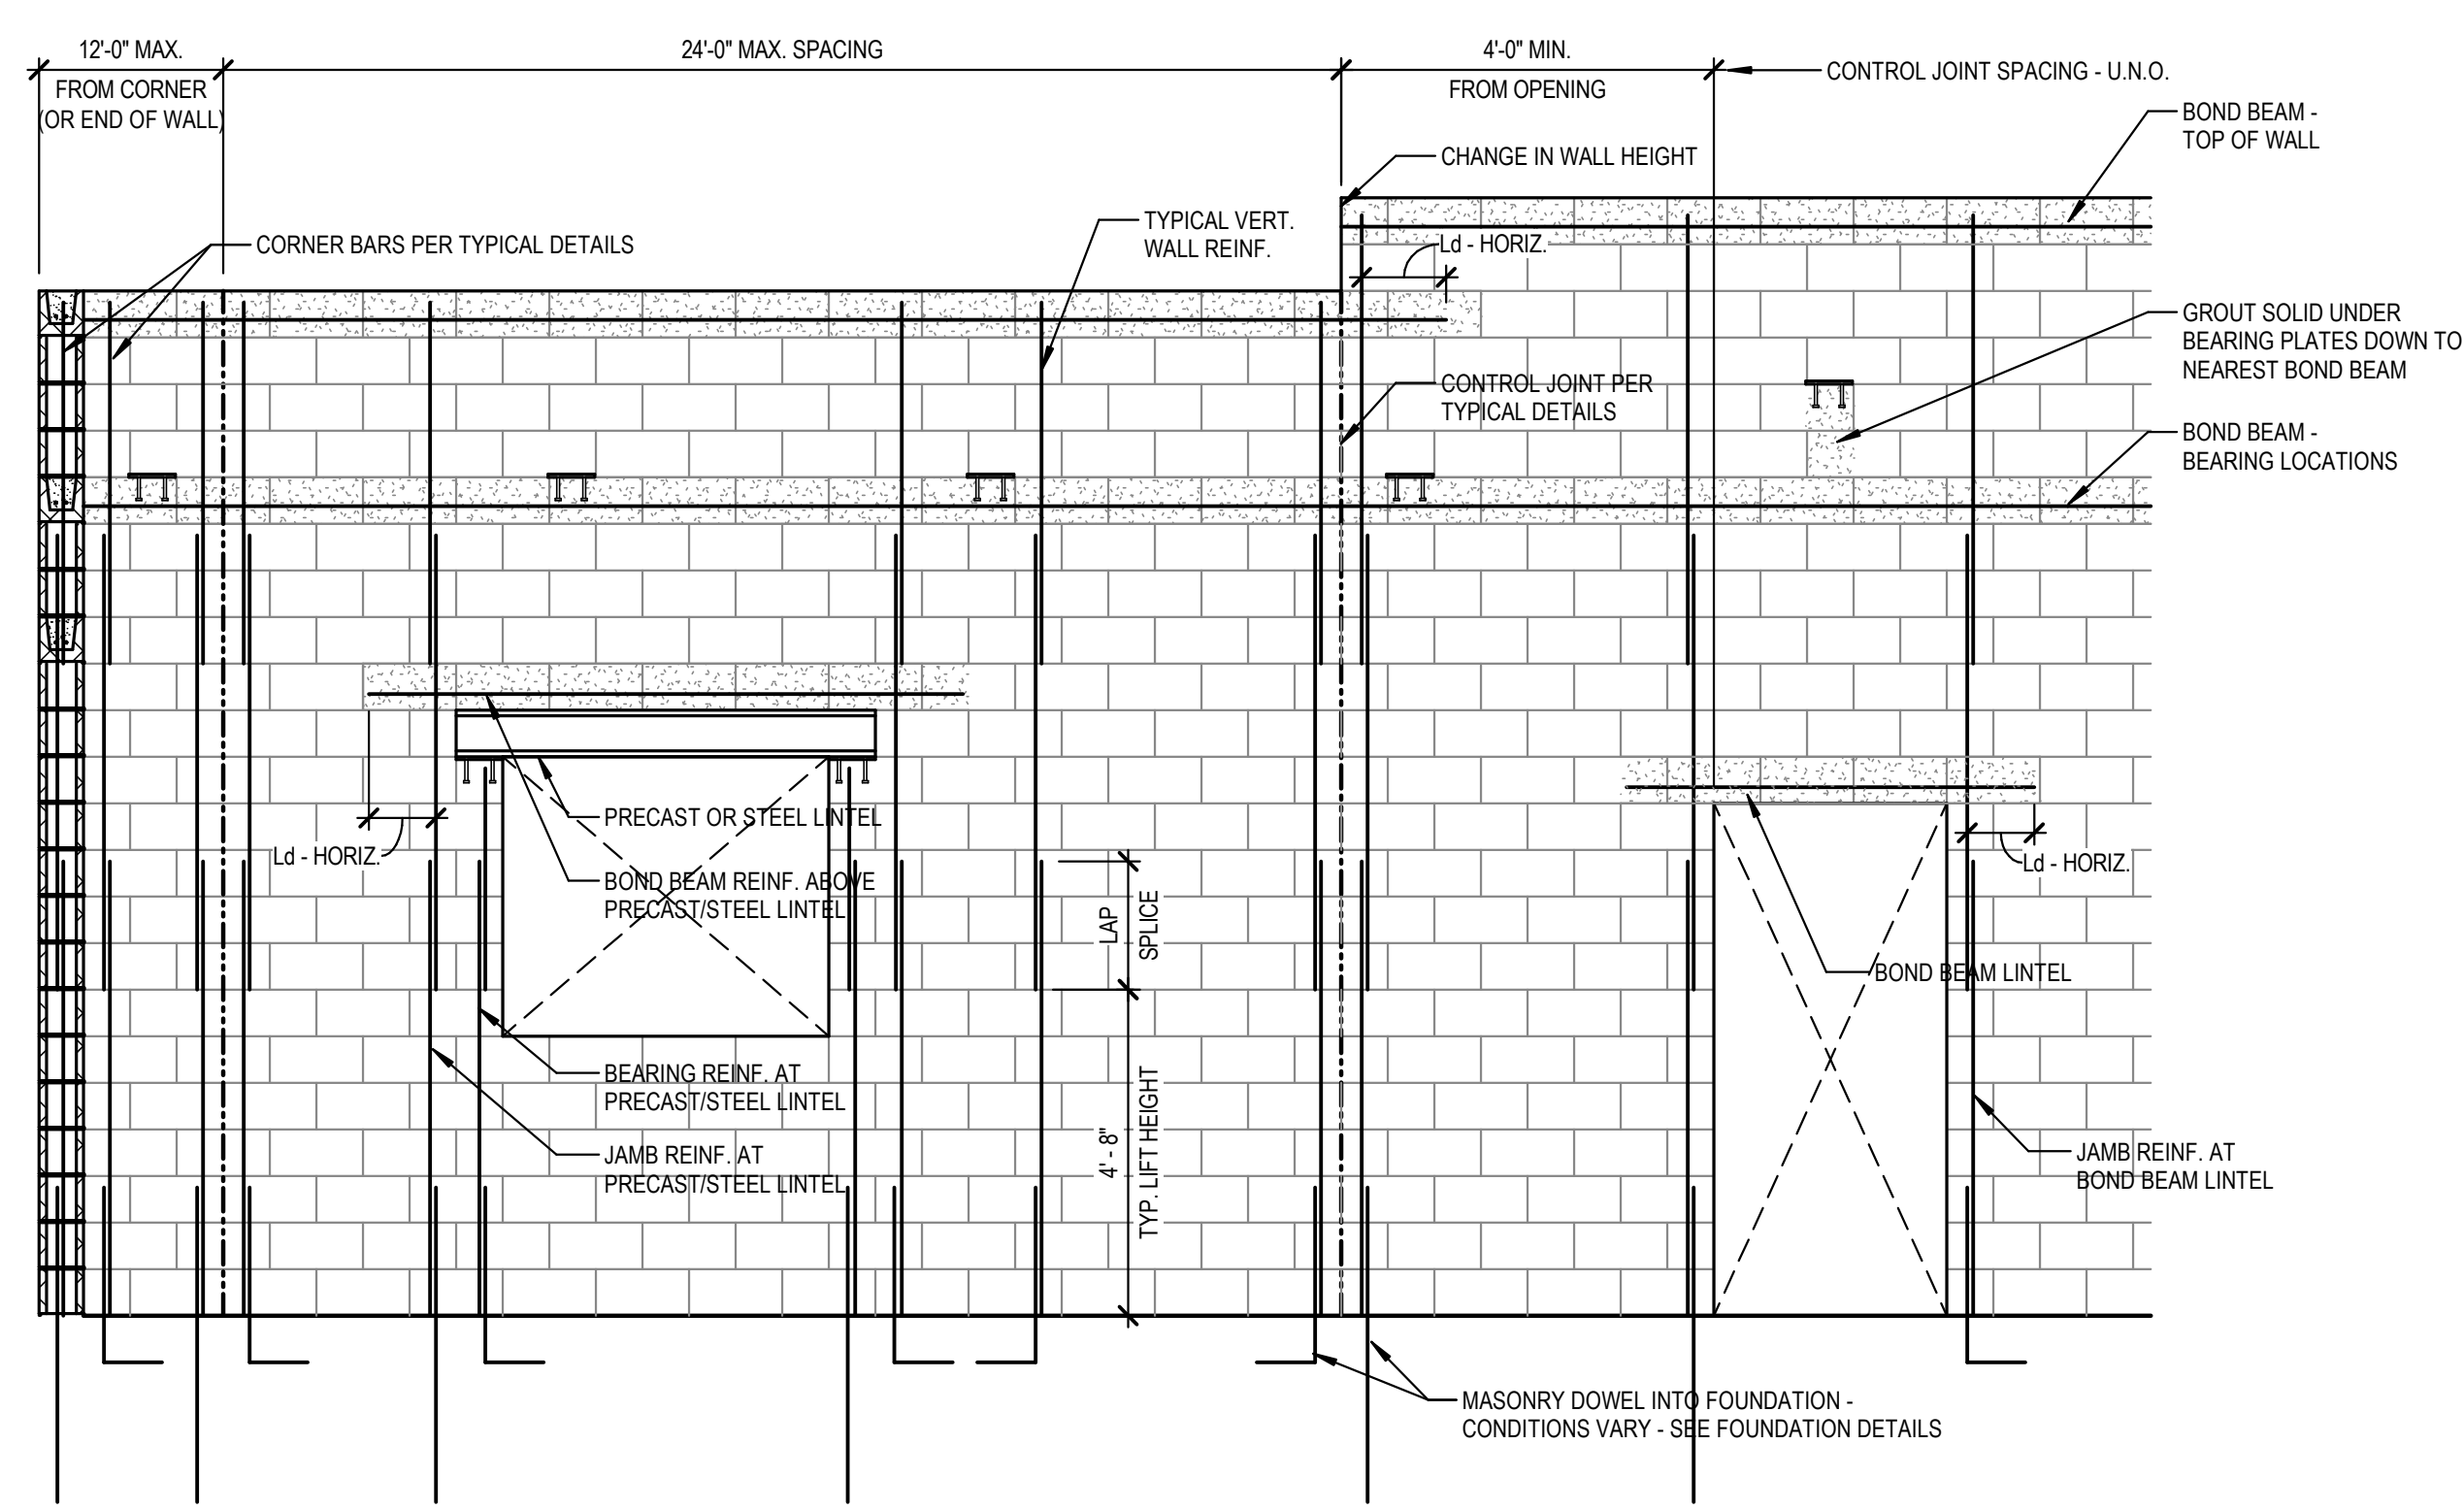 12'-0" MAX.
FROM CORNER
(OR END OF WALL)
24'-0" MAX. SPACING
4'-0" MIN.
FROM OPENING
CONTROL JOINT SPACING - U.N.O.
BOND BEAM -
TOP OF WALL
CHANGE IN WALL HEIGHT
TYPICAL VERT.
WALL REINF.
CORNER BARS PER TYPICAL DETAILS
Ld - HORIZ.
GROUT SOLID UNDER
BEARING PLATES DOWN TO
NEAREST BOND BEAM
CONTROL JOINT PER
TYPICAL DETAILS
BOND BEAM -
BEARING LOCATIONS
PRECAST OR STEEL LINTEL
Ld - HORIZ.
BOND BEAM REINF. ABOVE
PRECAST/STEEL LINTEL
LAP
SPLICE
Ld - HORIZ.
BOND BEAM LINTEL
BEARING REINF. AT
PRECAST/STEEL LINTEL
JAMB REINF. AT
PRECAST/STEEL LINTEL
4' - 8"
TYP. LIFT HEIGHT
JAMB REINF. AT
BOND BEAM LINTEL
MASONRY DOWEL INTO FOUNDATION -
CONDITIONS VARY - SEE FOUNDATION DETAILS